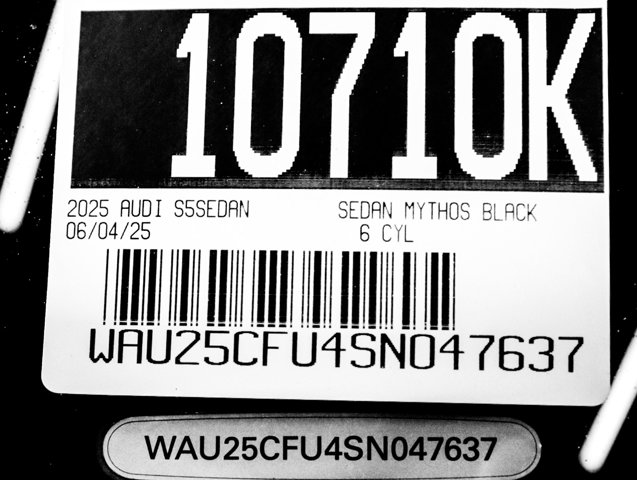 10710K
2025 AUDI S5SEDAN SEDAN MYTHOS BLACK
06/04/25 6 CYL
WAU25CFU4SN047637
WAU25CFU4SN047637